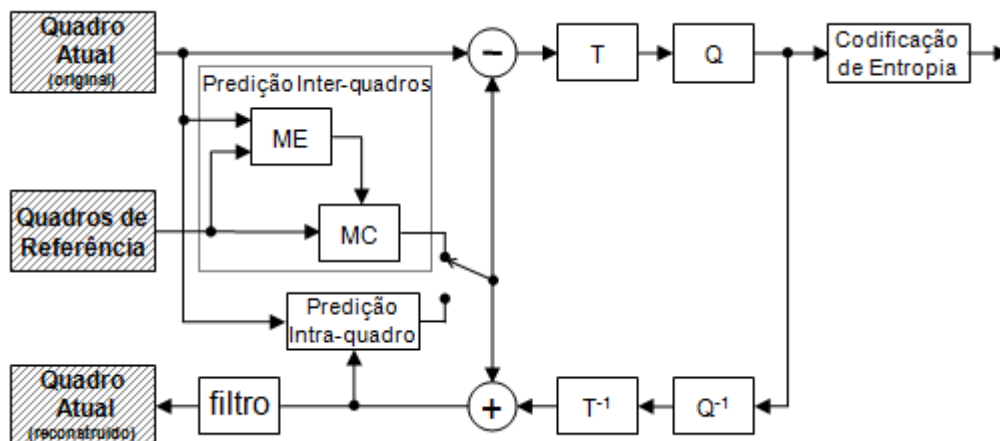 Quadro
Atual
(original)
Predição Inter-quadros
ME
MC
T
Q
Codificação
de Entropia
Quadros de
Referência
Predição
Intra-quadro
Quadro
Atual
(reconstruído)
filtro
+
T-1
Q-1